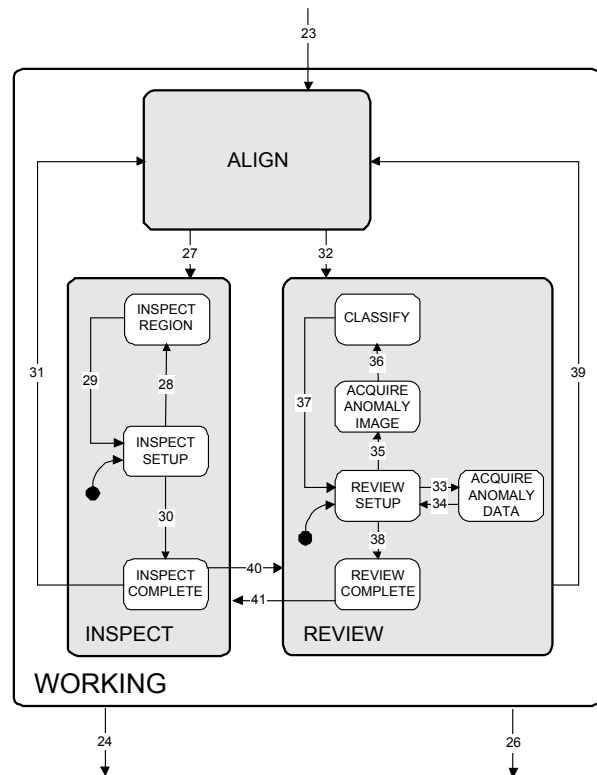 23
ALIGN
27
32
INSPECT
REGION
CLASSIFY
31
29
28
37
36
39
ACQUIRE
ANOMALY
IMAGE
INSPECT
SETUP
35
REVIEW
SETUP
33
34
ACQUIRE
ANOMALY
DATA
30
38
INSPECT
COMPLETE
40
REVIEW
COMPLETE
41
INSPECT
REVIEW
WORKING
24
26